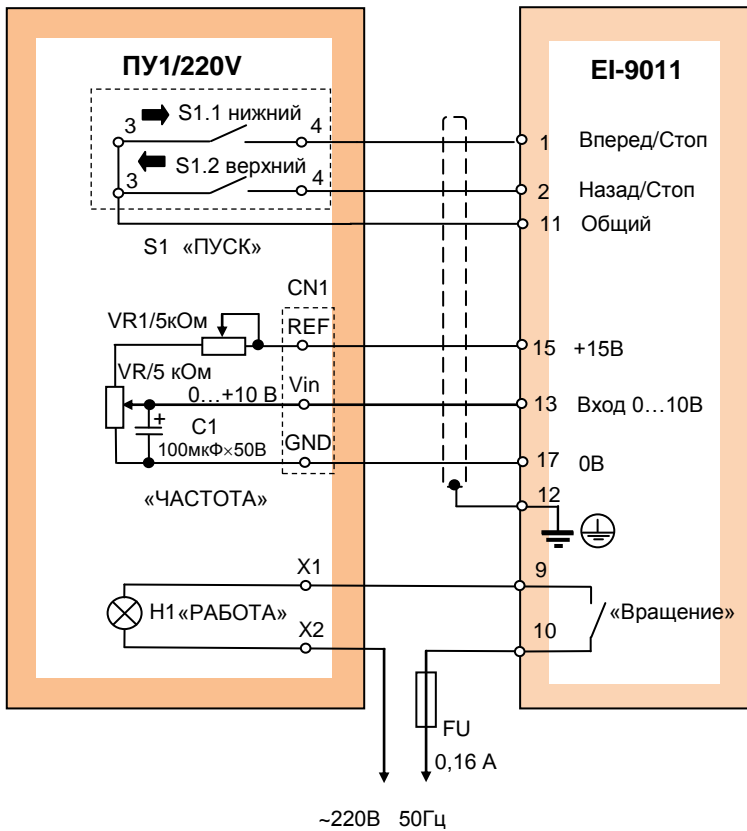 ПУ1/220V
EI-9011
S1.1 нижний
3
4
1
Вперед/Стоп
S1.2 верхний
3
4
2
Назад/Стоп
11
Общий
S1 «ПУСК»
CN1
VR1/5кОм
REF
15
+15В
VR/5 кОм
Vin
0...+10 В
13
Вход 0...10В
+
C1
100мкФ×50В
GND
17
0В
«ЧАСТОТА»
12
X1
9
H1«РАБОТА»
«Вращение»
X2
10
FU
0,16 А
~220В 50Гц